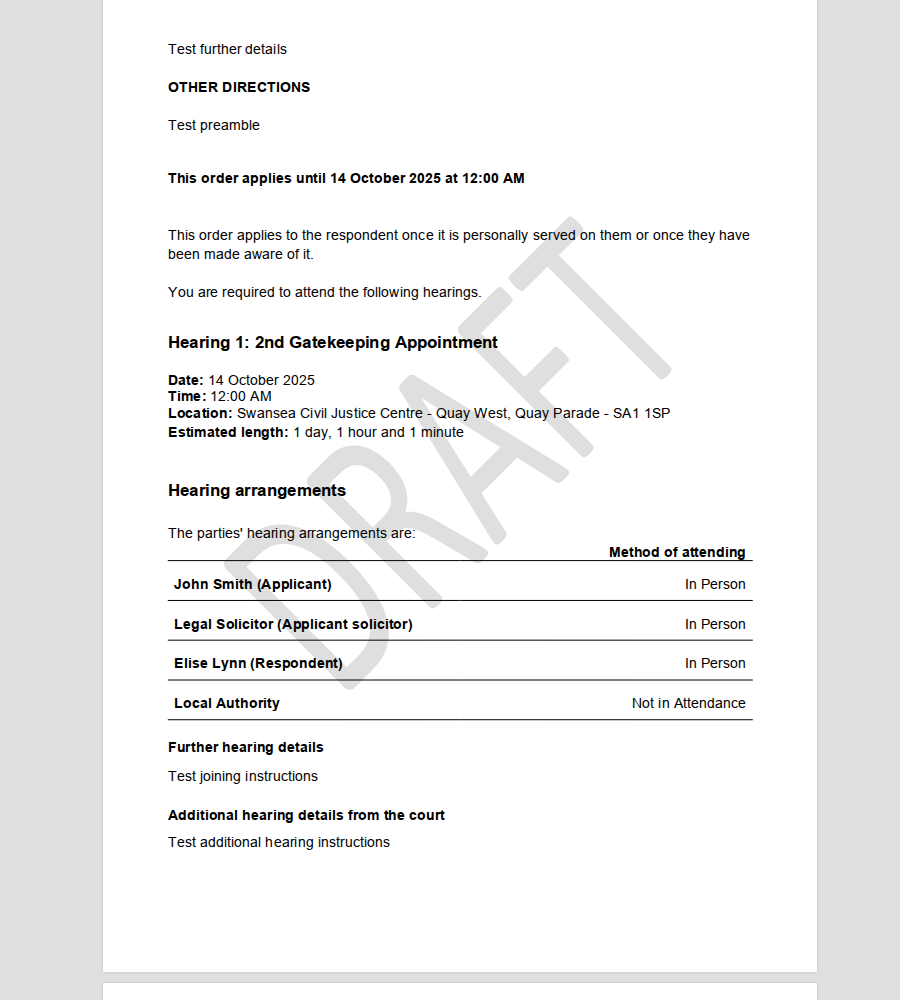 Test further details
OTHER DIRECTIONS
Test preamble
This order applies until 14 October 2025 at 12:00 AM
This order applies to the respondent once it is personally served on them or once they have
been made aware of it.
You are required to attend the following hearings.
Hearing 1: 2nd Gatekeeping Appointment
Date: 14 October 2025
Time: 12:00 AM
Location: Swansea Civil Justice Centre - Quay West, Quay Parade - SA1 1SP
Estimated length: 1 day, 1 hour and 1 minute
Hearing arrangements
The parties' hearing arrangements are:
Method of attending
John Smith (Applicant) In Person
Legal Solicitor (Applicant solicitor) In Person
Elise Lynn (Respondent) In Person
Local Authority Not in Attendance
Further hearing details
Test joining instructions
Additional hearing details from the court
Test additional hearing instructions
DRAFT